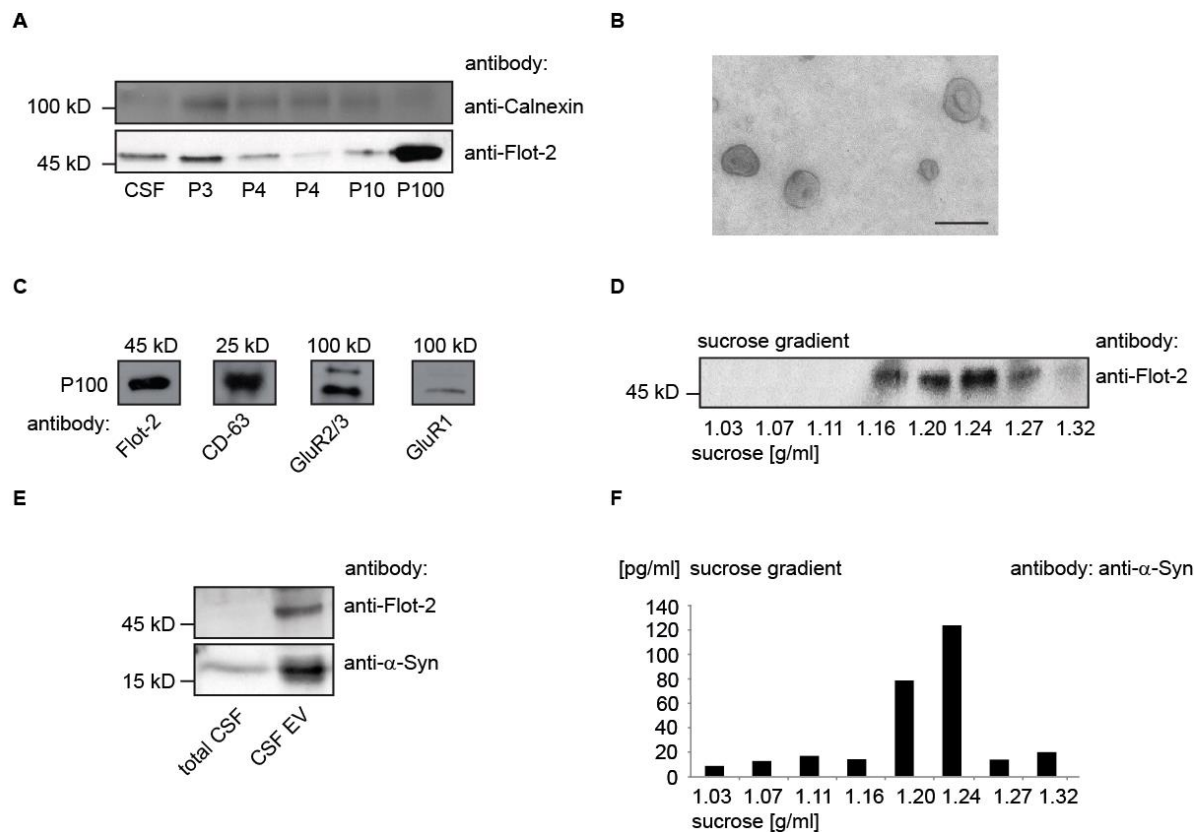 A
antibody:
100 kD
anti-Calnexin
45 kD
anti-Flot-2
CSF P3 P4 P4 P10 P100
B
C
45 kD 25 kD 100 kD 100 kD
P100
antibody:
Flot-2 CD-63 GluR2/3 GluR1
D
sucrose gradient antibody:
45 kD
anti-Flot-2
1.03 1.07 1.11 1.16 1.20 1.24 1.27 1.32
sucrose [g/ml]
E
antibody:
anti-Flot-2
45 kD
anti-α-Syn
15 kD
total CSF CSF EV
F
[pg/ml] sucrose gradient antibody: anti-α-Syn
140
120
100
80
60
40
20
0
1.03 1.07 1.11 1.16 1.20 1.24 1.27 1.32
sucrose [g/ml]